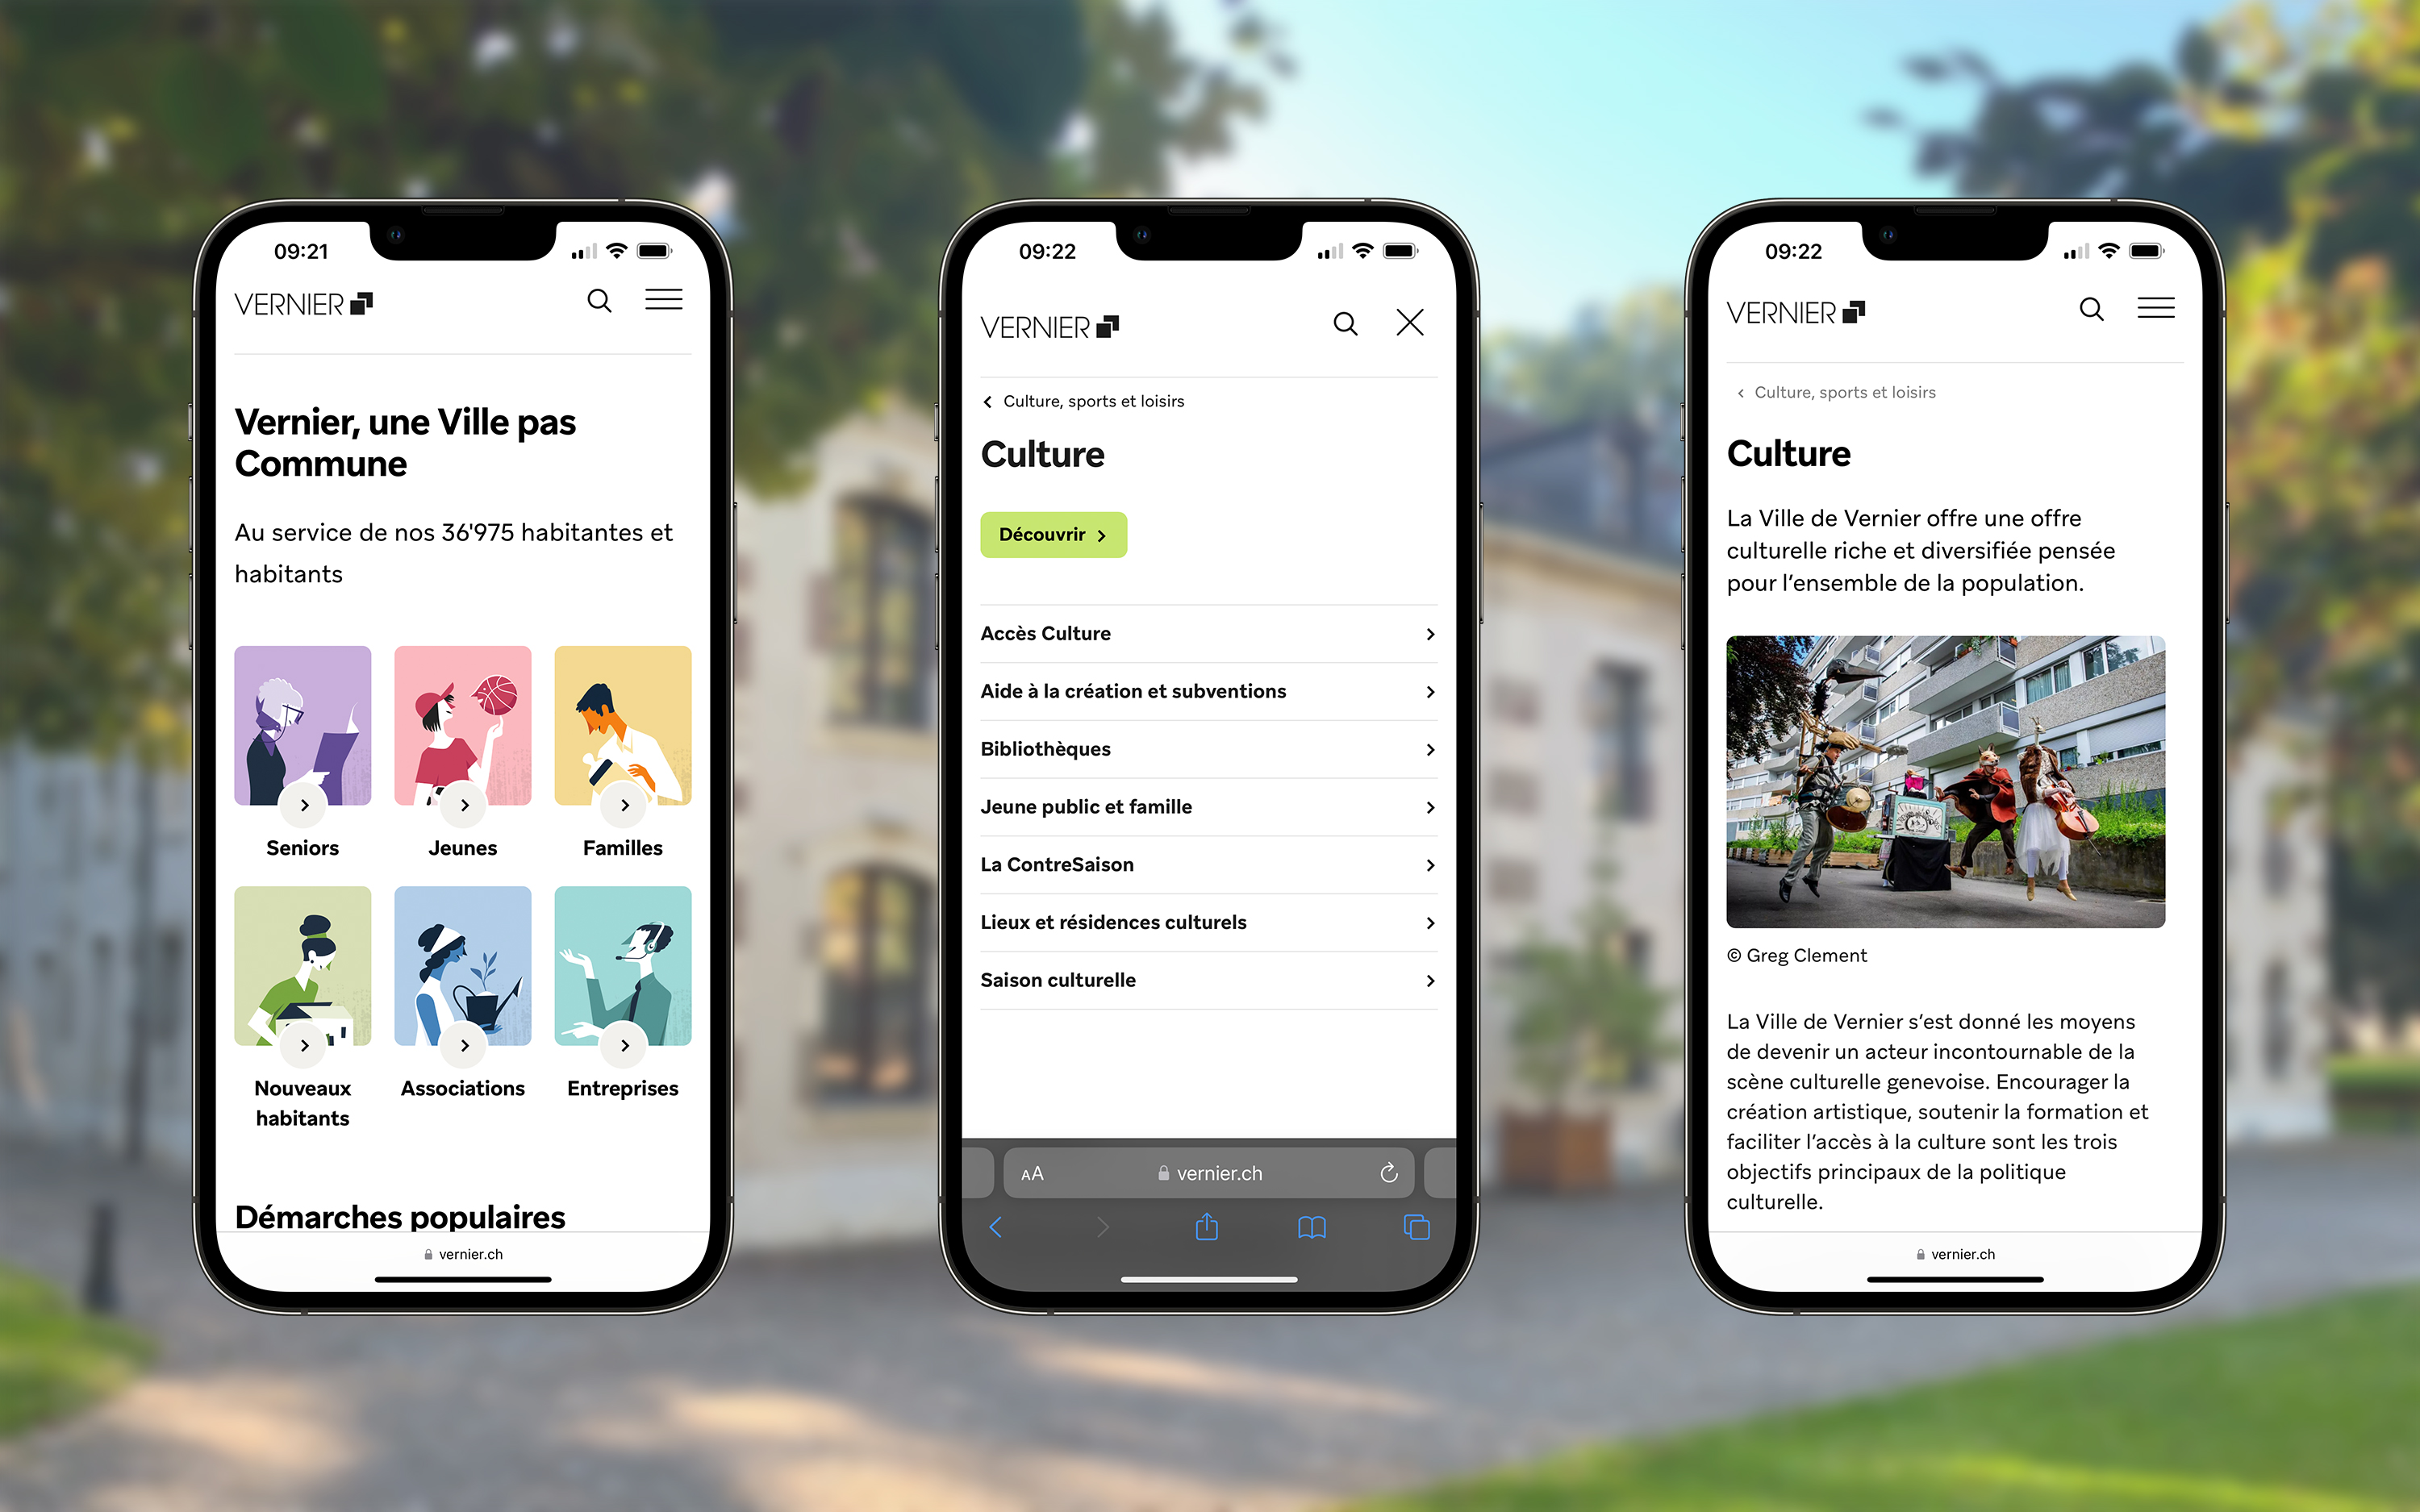 09:21
VERNIER
Vernier, une Ville pas
Commune
Au service de nos 36'975 habitantes et
habitants
Seniors
Jeunes
Familles
Nouveaux
habitants
Associations
Entreprises
Démarches populaires
vernier.ch
09:22
VERNIER
Culture, sports et loisirs
Culture
Découvrir
Accès Culture
Aide à la création et subventions
Bibliothèques
Jeune public et famille
La ContreSaison
Lieux et résidences culturels
Saison culturelle
AA
vernier.ch
09:22
VERNIER
Culture, sports et loisirs
Culture
La Ville de Vernier offre une offre
culturelle riche et diversifiée pensée
pour l’ensemble de la population.
© Greg Clement
La Ville de Vernier s’est donné les moyens
de devenir un acteur incontournable de la
scène culturelle genevoise. Encourager la
création artistique, soutenir la formation et
faciliter l’accès à la culture sont les trois
objectifs principaux de la politique
culturelle.
vernier.ch